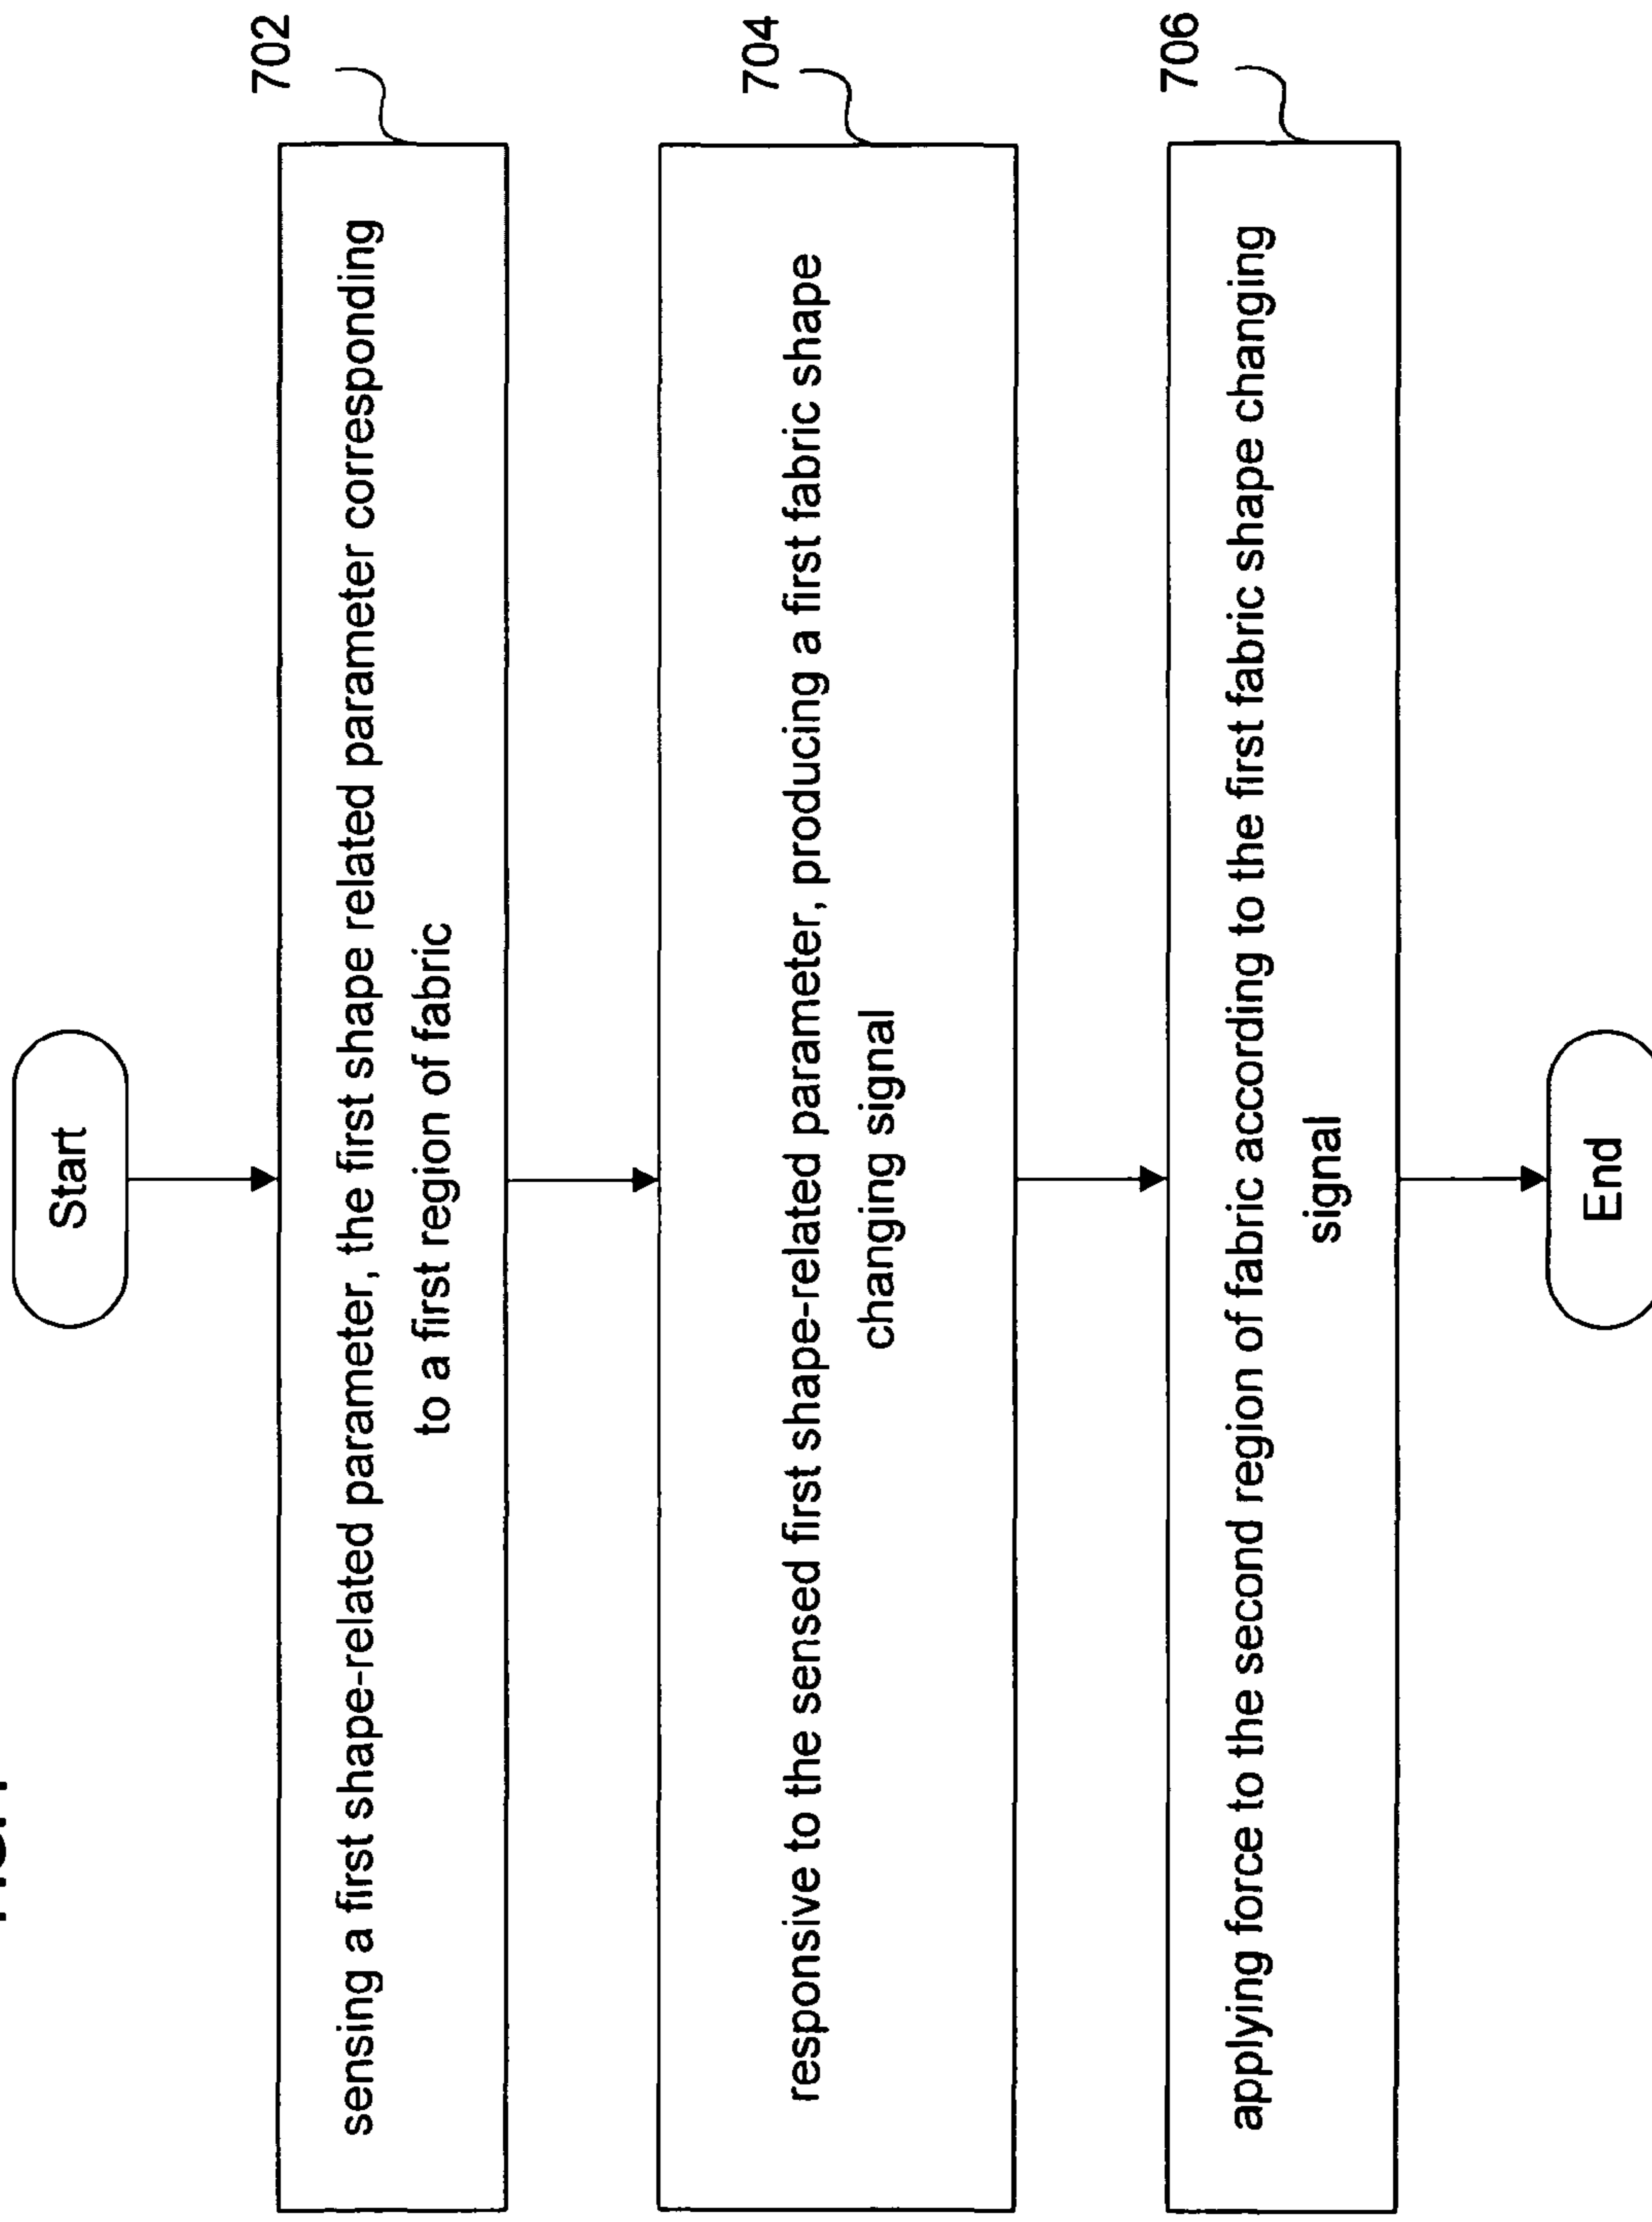 Start
702
sensing a first shape-related parameter, the first shape related parameter corresponding
to a first region of fabric
704
responsive to the sensed first shape-related parameter, producing a first fabric shape
changing signal
706
applying force to the second region of fabric according to the first fabric shape changing
signal
End